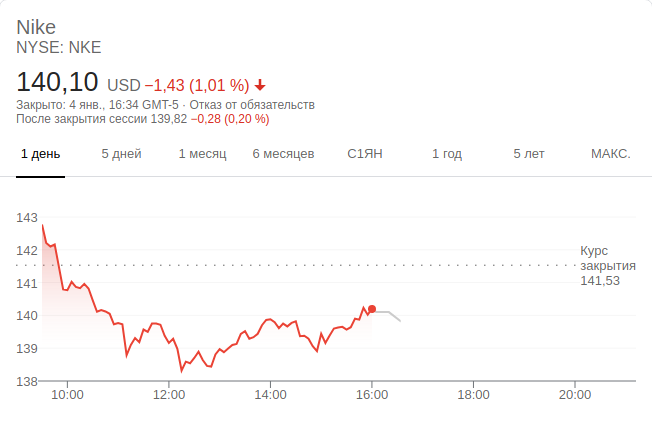 Nike
NYSE: NKE
140,10 USD −1,43 (1,01 %)
Закрыто: 4 янв., 16:34 GMT-5 · Отказ от обязательств
После закрытия сессии 139,82 −0,28 (0,20 %)
1 день 5 дней 1 месяц 6 месяцев С1ЯН 1 год 5 лет МАКС.
143
142
141
140
139
138
Курс
закрытия
141,53
10:00 12:00 14:00 16:00 18:00 20:00